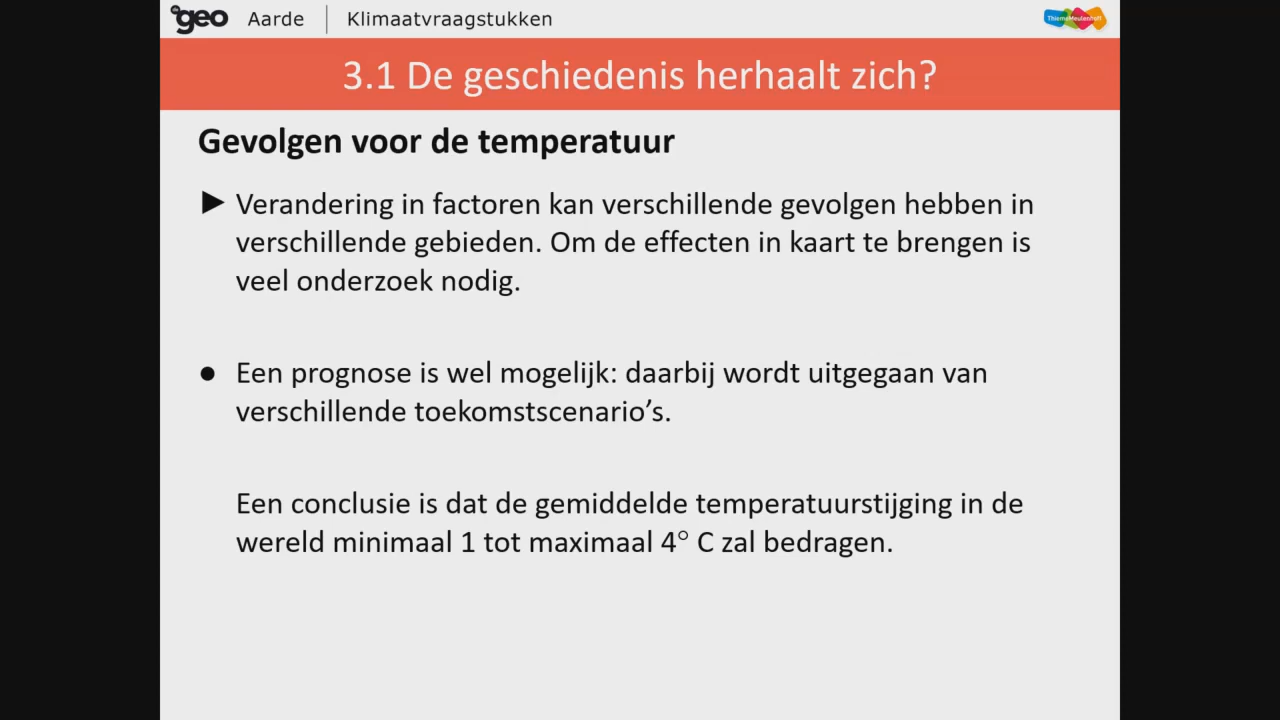 de geo Aarde Klimaatvraagstukken ThiemeMeulenhoff
3.1 De geschiedenis herhaalt zich?
Gevolgen voor de temperatuur
► Verandering in factoren kan verschillende gevolgen hebben in
verschillende gebieden. Om de effecten in kaart te brengen is
veel onderzoek nodig.
● Een prognose is wel mogelijk: daarbij wordt uitgegaan van
verschillende toekomstscenario’s.
Een conclusie is dat de gemiddelde temperatuurstijging in de
wereld minimaal 1 tot maximaal 4° C zal bedragen.